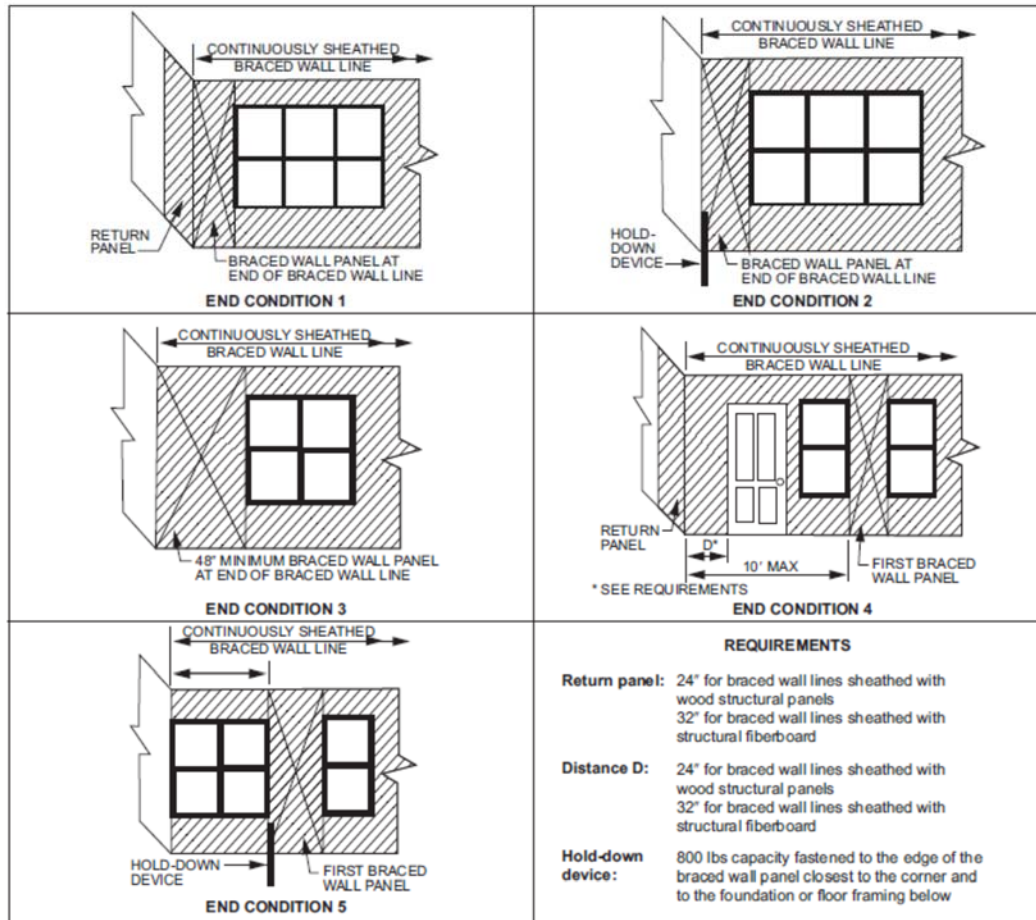 CONTINUOUSLY SHEATHED
BRACED WALL LINE
RETURN
PANEL
BRACED WALL PANEL AT
END OF BRACED WALL LINE
END CONDITION 1
CONTINUOUSLY SHEATHED
BRACED WALL LINE
HOLD-
DOWN
DEVICE
BRACED WALL PANEL AT
END OF BRACED WALL LINE
END CONDITION 2
CONTINUOUSLY SHEATHED
BRACED WALL LINE
48" MINIMUM BRACED WALL PANEL
AT END OF BRACED WALL LINE
END CONDITION 3
CONTINUOUSLY SHEATHED
BRACED WALL LINE
RETURN
PANEL
D*
10' MAX
FIRST BRACED
WALL PANEL
* SEE REQUIREMENTS
END CONDITION 4
CONTINUOUSLY SHEATHED
BRACED WALL LINE
HOLD-DOWN
DEVICE
FIRST BRACED
WALL PANEL
END CONDITION 5
REQUIREMENTS
Return panel: 24" for braced wall lines sheathed with
wood structural panels
32" for braced wall lines sheathed with
structural fiberboard
Distance D: 24" for braced wall lines sheathed with
wood structural panels
32" for braced wall lines sheathed with
structural fiberboard
Hold-down 800 lbs capacity fastened to the edge of the
device: braced wall panel closest to the corner and
to the foundation or floor framing below